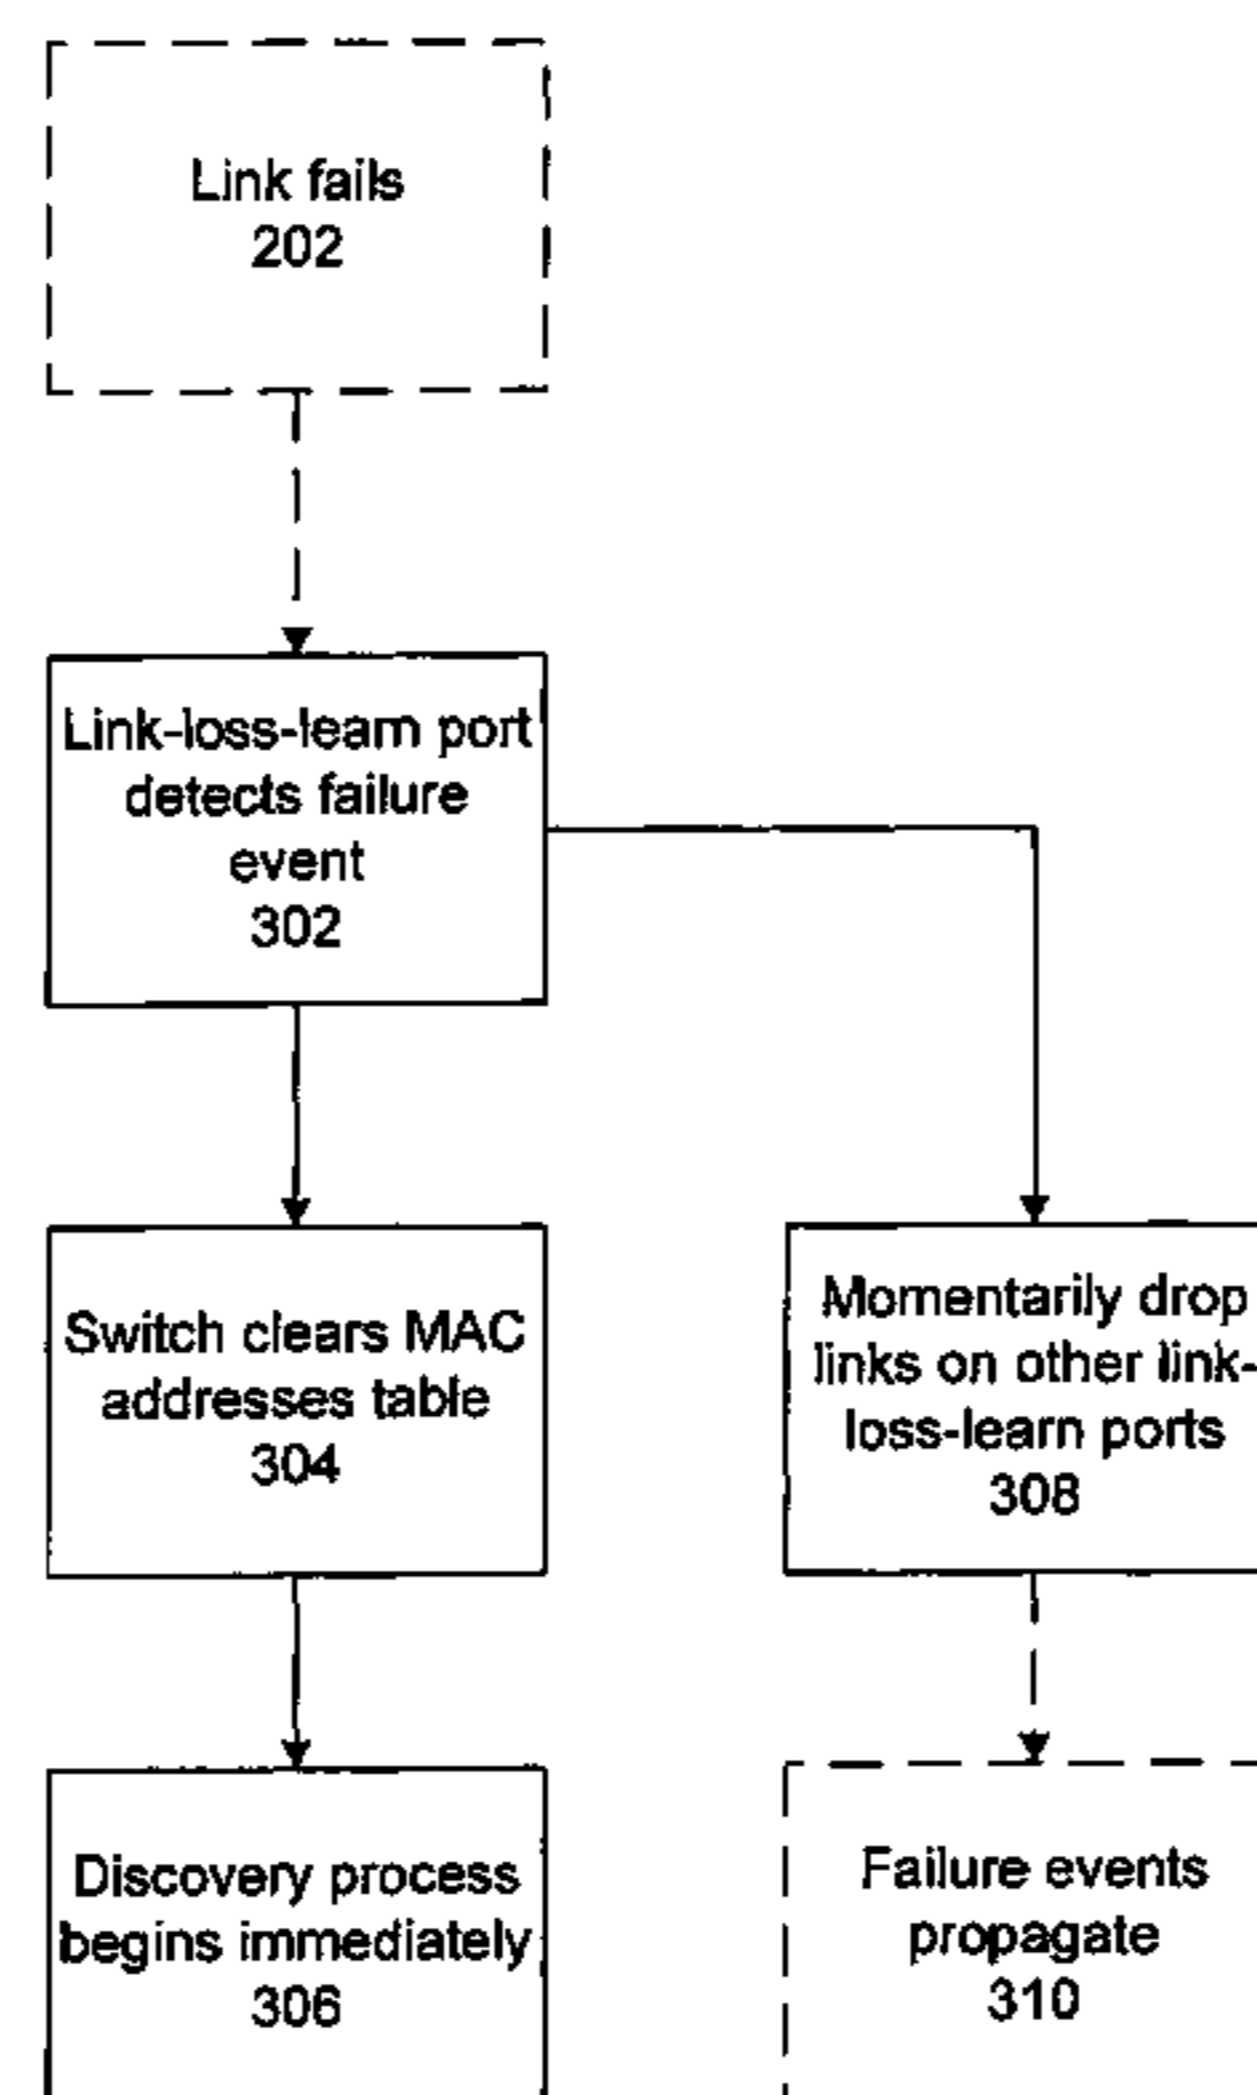 Link fails
202
Link-loss-learn port
detects failure
event
302
Switch clears MAC
addresses table
304
Momentarily drop
links on other link-
loss-learn ports
308
Discovery process
begins immediately
306
Failure events
propagate
310